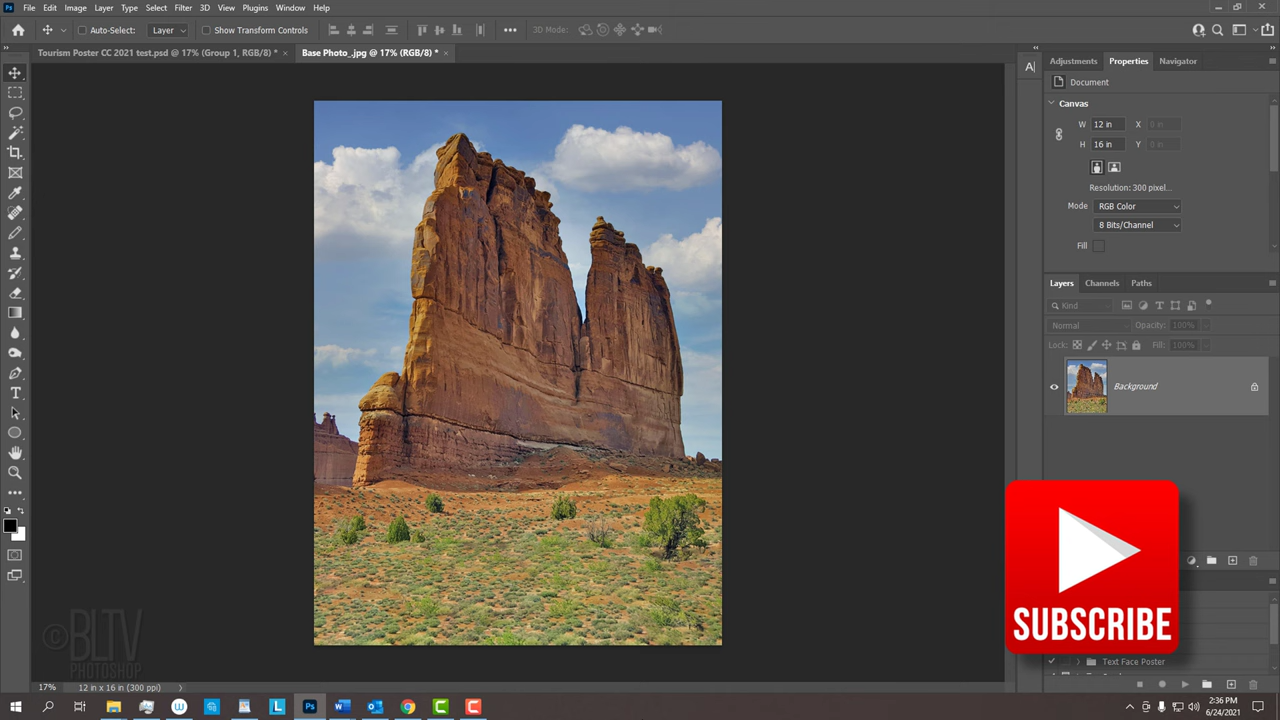 File Edit Image Layer Type Select Filter 3D View Plugins Window Help
Auto-Select: Layer Show Transform Controls 3D Mode:
Tourism Poster CC 2021 test.psd @ 17% (Group 1, RGB/8) * × Base Photo_.jpg @ 17% (RGB/8) * ×
Adjustments Properties Navigator
Document
Canvas
W 12 in X 0 in
H 16 in Y 0 in
Resolution: 300 pixel...
Mode RGB Color
8 Bits/Channel
Fill
Layers Channels Paths
Kind
Normal Opacity: 100%
Lock: Fill: 100%
Background
SUBSCRIBE
Text Face Poster
©BLTV
PHOTOSHOP
17% 12 in x 16 in (300 ppi)
2:36 PM
6/24/2021